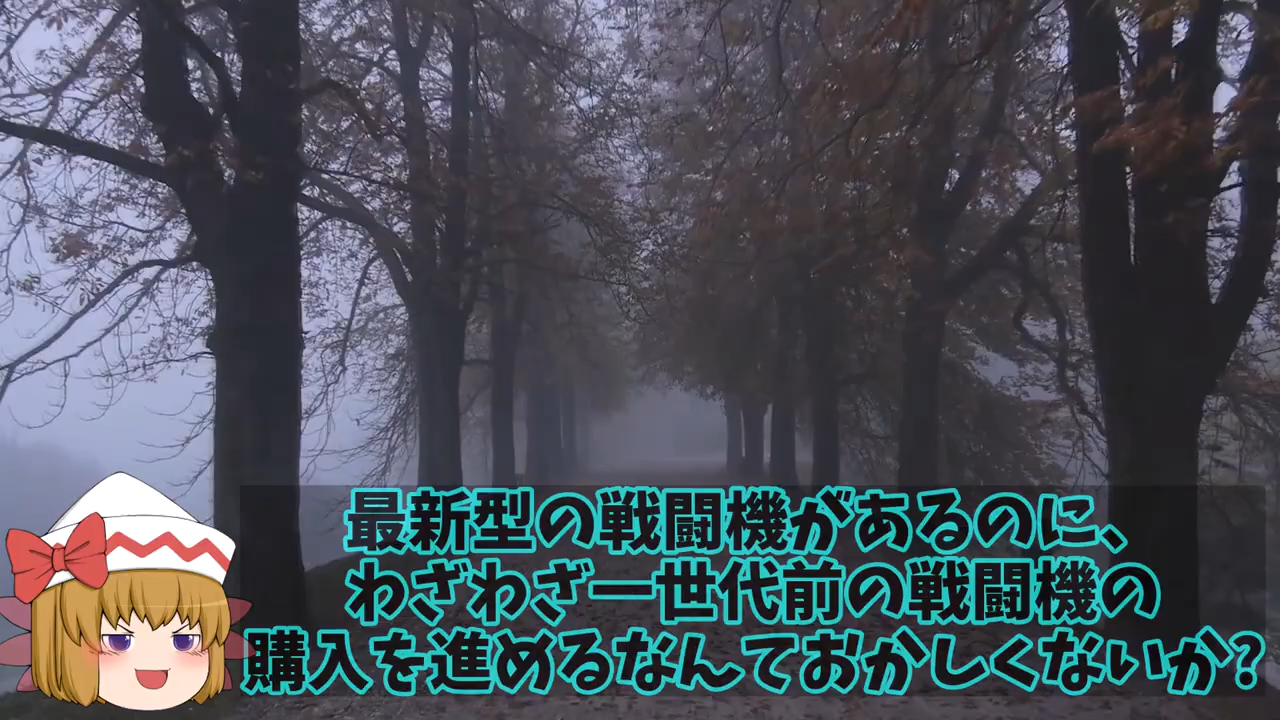 最新型の戦闘機があるのに、
わざわざ一世代前の戦闘機の
購入を進めるなんておかしくないか?